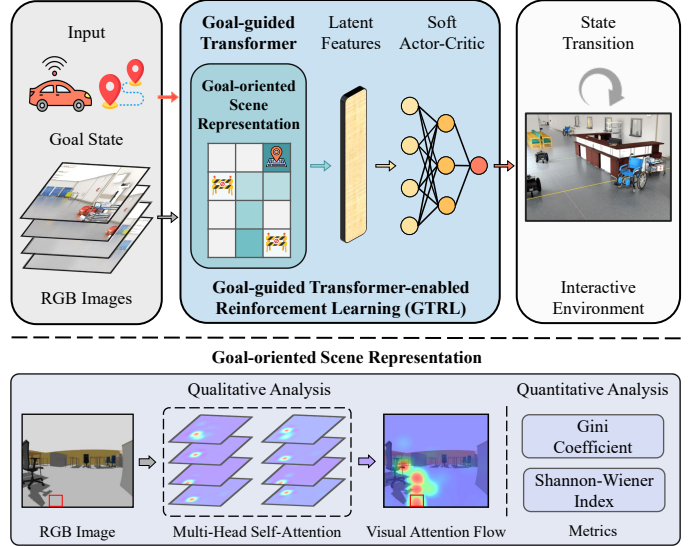 Input
Goal State
RGB Images
Goal-guided
Transformer
Latent
Features
Soft
Actor-Critic
Goal-oriented
Scene
Representation
Goal-guided Transformer-enabled
Reinforcement Learning (GTRL)
State
Transition
Interactive
Environment
Goal-oriented Scene Representation
Qualitative Analysis
RGB Image
Multi-Head Self-Attention
Visual Attention Flow
Quantitative Analysis
Gini
Coefficient
Shannon-Wiener
Index
Metrics